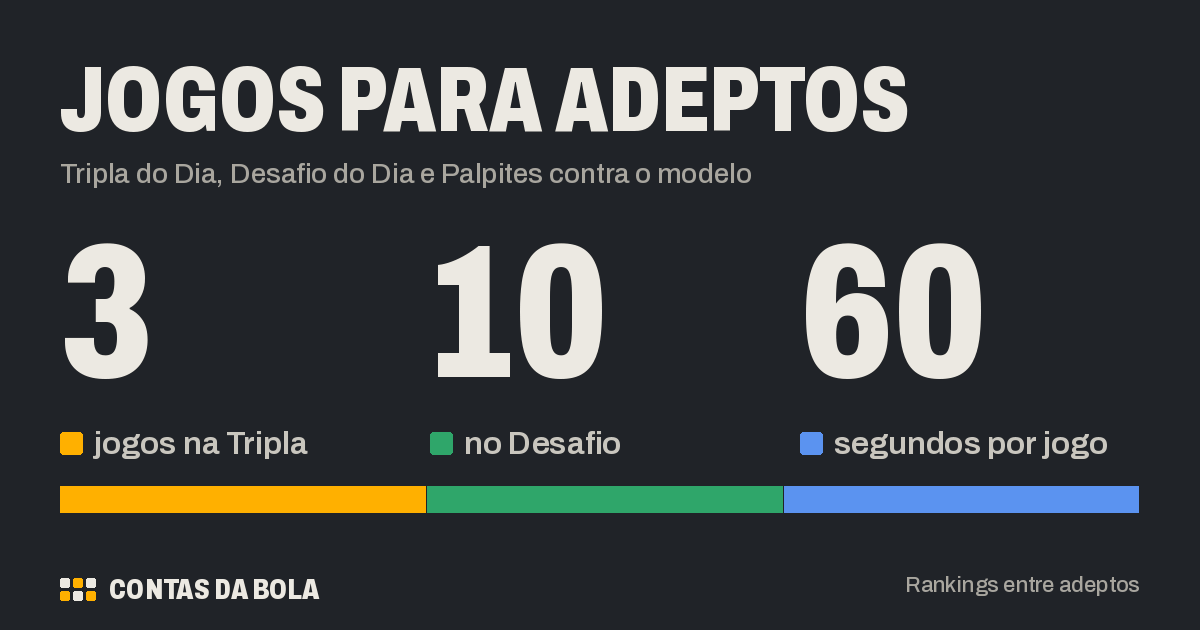 JOGOS PARA ADEPTOS
Tripla do Dia, Desafio do Dia e Palpites contra o modelo
3
10
60
jogos na Tripla
no Desafio
segundos por jogo
CONTAS DA BOLA
Rankings entre adeptos